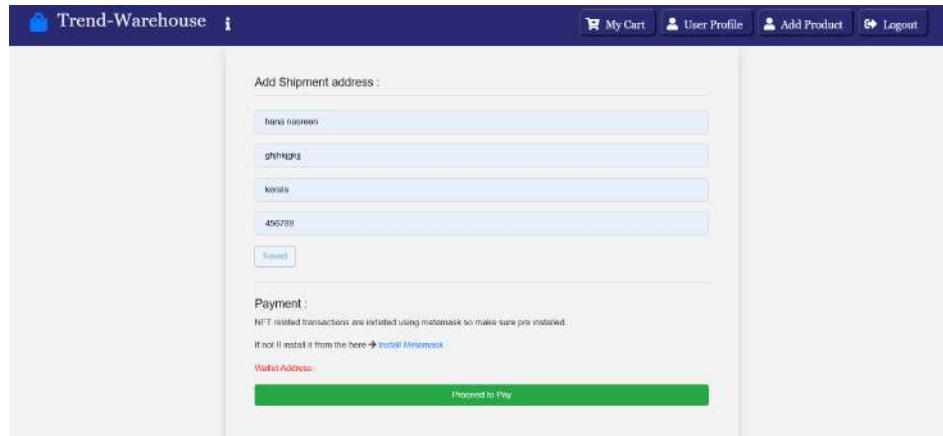 Trend-Warehouse i
My Cart
User Profile
Add Product
Logout
Add Shipment address :
hana nasreen
kerala
456788
Saved
Payment :
NFT related transactions are initiated using metamask so make sure pre installed.
If not !! install it from the here → Install Metamask
Wallet Address:
Proceed to Pay